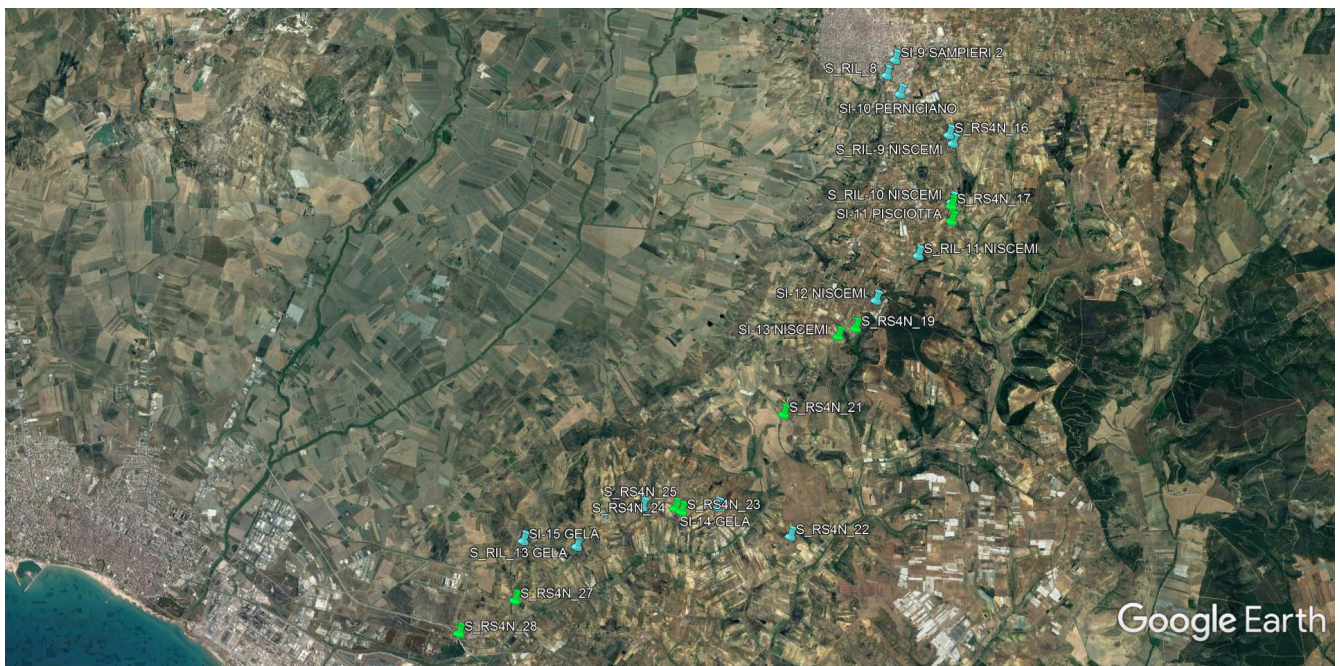 SI-9 SAMPIERI 2
S_RIL_8
SI-10 PERNICIANO
S_RS4N_16
S_RIL-9 NISCEMI
S_RIL-10 NISCEMI
S_RS4N_17
SI-11 PISCIOTTA
S_RIL-11 NISCEMI
SI-12 NISCEMI
S_RS4N_19
SI-13 NISCEMI
S_RS4N_21
S_RS4N_25
S_RS4N_24
S_RS4N_23
SI-14 GELA
S_RS4N_22
SI-15 GELA
S_RIL_13 GELA
S_RS4N_27
S_RS4N_28
Google Earth